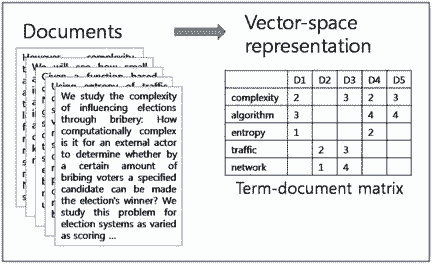 Documents
Vector-space
representation
However, complexity
We will see how small
Given a function based
Using entropy of traffic
We study the complexity
of influencing elections
through bribery: How
computationally complex
is it for an external actor
to determine whether by
a certain amount of
bribing voters a specified
candidate can be made
the election's winner? We
study this problem for
election systems as varied
as scoring ...
D1 D2 D3 D4 D5
complexity 2 3 2 3
algorithm 3 4 4
entropy 1 2
traffic 2 3
network 1 4
Term-document matrix